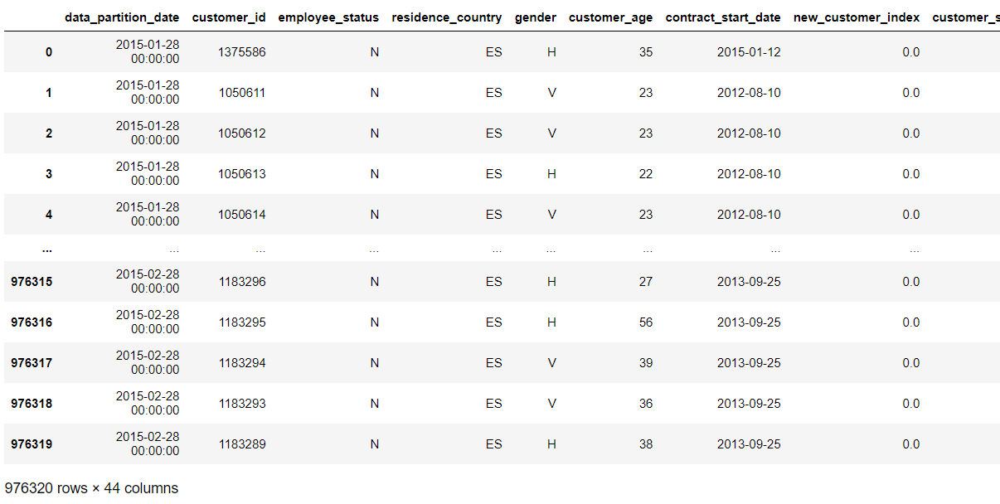 data_partition_date customer_id employee_status residence_country gender customer_age contract_start_date new_customer_index customer_s
0 2015-01-28 00:00:00 1375586 N ES H 35 2015-01-12 0.0
1 2015-01-28 00:00:00 1050611 N ES V 23 2012-08-10 0.0
2 2015-01-28 00:00:00 1050612 N ES V 23 2012-08-10 0.0
3 2015-01-28 00:00:00 1050613 N ES H 22 2012-08-10 0.0
4 2015-01-28 00:00:00 1050614 N ES V 23 2012-08-10 0.0
... ... ... ... ... ... ... ... ...
976315 2015-02-28 00:00:00 1183296 N ES H 27 2013-09-25 0.0
976316 2015-02-28 00:00:00 1183295 N ES H 56 2013-09-25 0.0
976317 2015-02-28 00:00:00 1183294 N ES V 39 2013-09-25 0.0
976318 2015-02-28 00:00:00 1183293 N ES V 36 2013-09-25 0.0
976319 2015-02-28 00:00:00 1183289 N ES H 38 2013-09-25 0.0
976320 rows × 44 columns